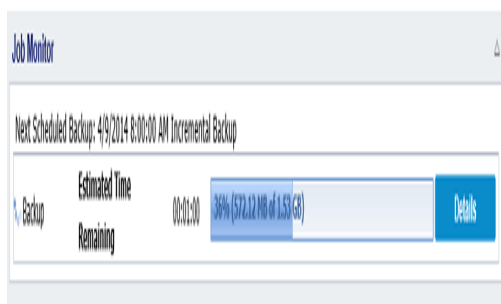 Job Monitor
Next Scheduled Backup: 4/9/2014 8:00:00 AM Incremental Backup
Backup
Estimated Time
Remaining
00:01:00
36% (572.12 MB of 1.53 GB)
Details